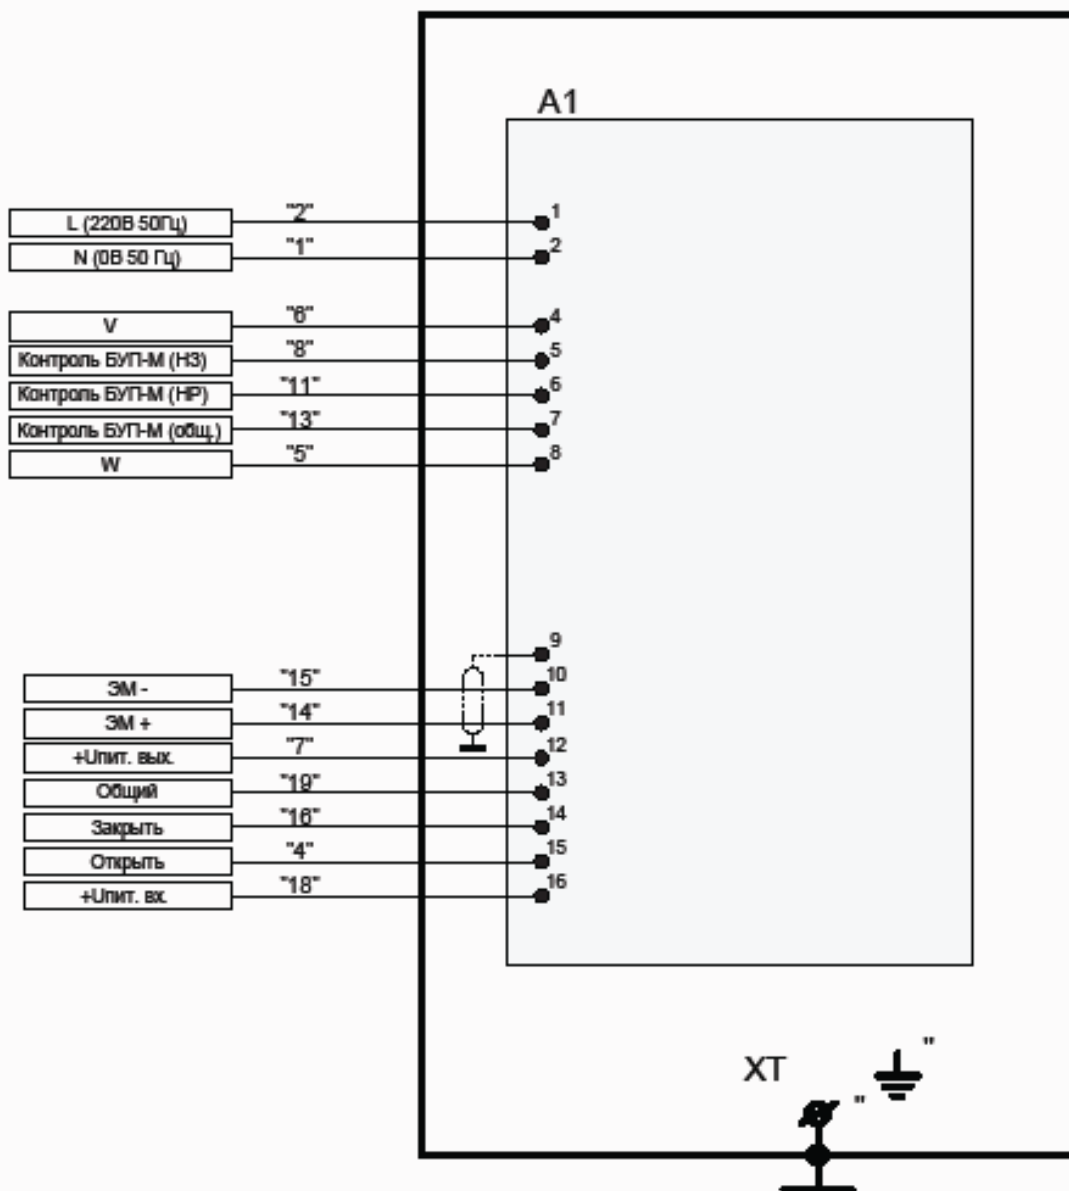 A1
L (220В 50Гц) "2" 1
N (0В 50 Гц) "1" 2
V "6" 4
Контроль БУП-М (НЗ) "8" 5
Контроль БУП-М (НР) "11" 6
Контроль БУП-М (общ.) "13" 7
W "5" 8
9
ЭМ - "15" 10
ЭМ + "14" 11
+Uпит. вых. "7" 12
Общий "19" 13
Закрыть "16" 14
Открыть "4" 15
+Uпит. вх. "18" 16
XT "
"